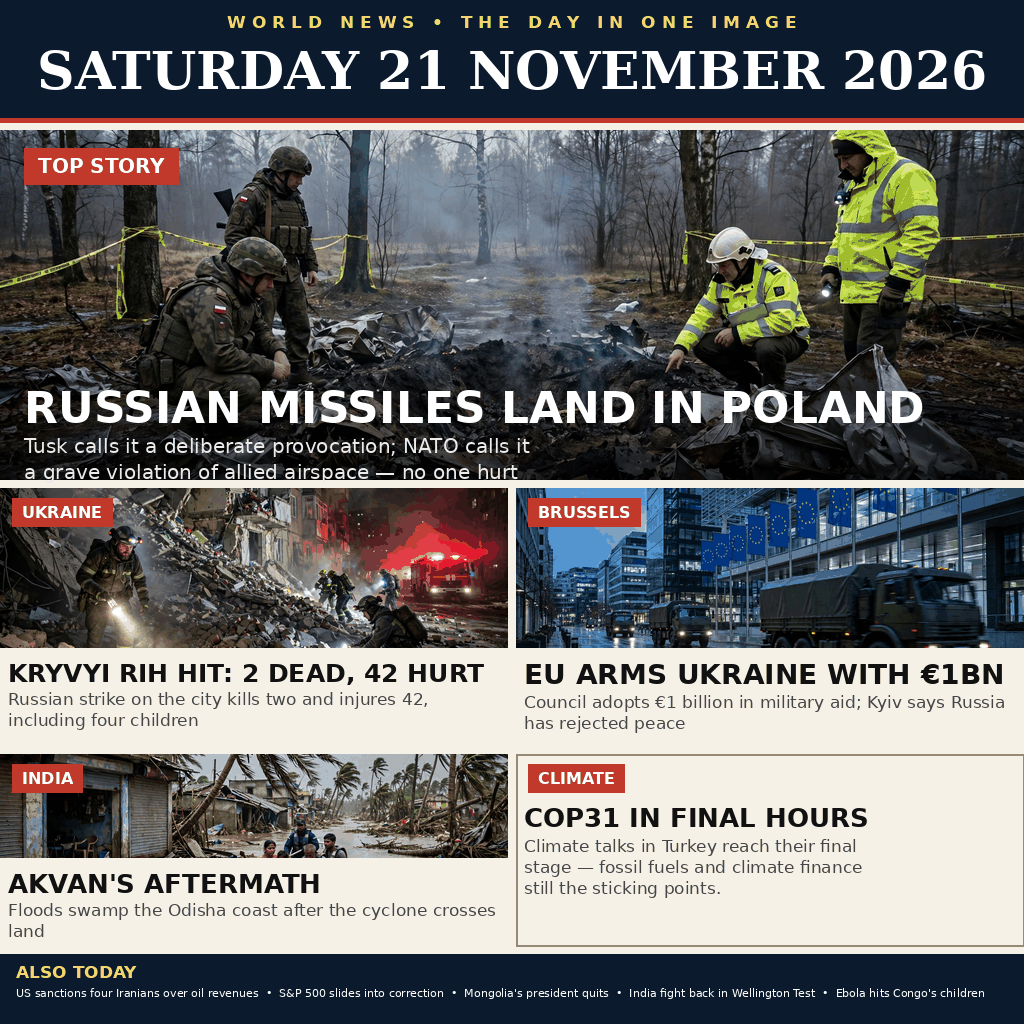 WORLD NEWS • THE DAY IN ONE IMAGE
SATURDAY 21 NOVEMBER 2026
TOP STORY
RUSSIAN MISSILES LAND IN POLAND
Tusk calls it a deliberate provocation; NATO calls it
a grave violation of allied airspace — no one hurt
UKRAINE
KRYVYI RIH HIT: 2 DEAD, 42 HURT
Russian strike on the city kills two and injures 42,
including four children
BRUSSELS
EU ARMS UKRAINE WITH €1BN
Council adopts €1 billion in military aid; Kyiv says Russia
has rejected peace
INDIA
AKVAN'S AFTERMATH
Floods swamp the Odisha coast after the cyclone crosses
land
CLIMATE
COP31 IN FINAL HOURS
Climate talks in Turkey reach their final
stage — fossil fuels and climate finance
still the sticking points.
ALSO TODAY
US sanctions four Iranians over oil revenues • S&P 500 slides into correction • Mongolia's president quits • India fight back in Wellington Test • Ebola hits Congo's children